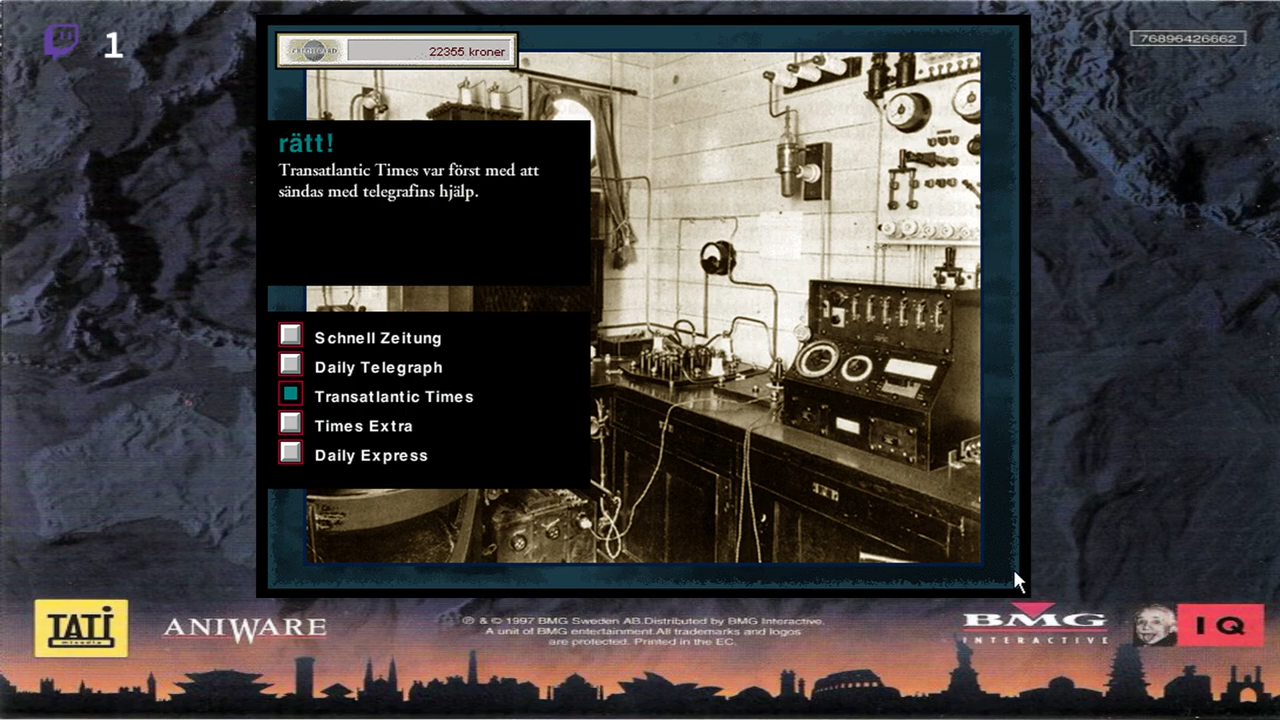 1
22355 kroner
76896426662
rätt!
Transatlantic Times var först med att
sändas med telegrafins hjälp.
Schnell Zeitung
Daily Telegraph
Transatlantic Times
Times Extra
Daily Express
TATI
ANIWARE
℗ & © 1997 BMG Sweden AB.Distributed by BMG Interactive.
A unit of BMG entertainment.All trademarks and logos
are protected. Printed in the EC.
BMG
INTERACTIVE
IQ